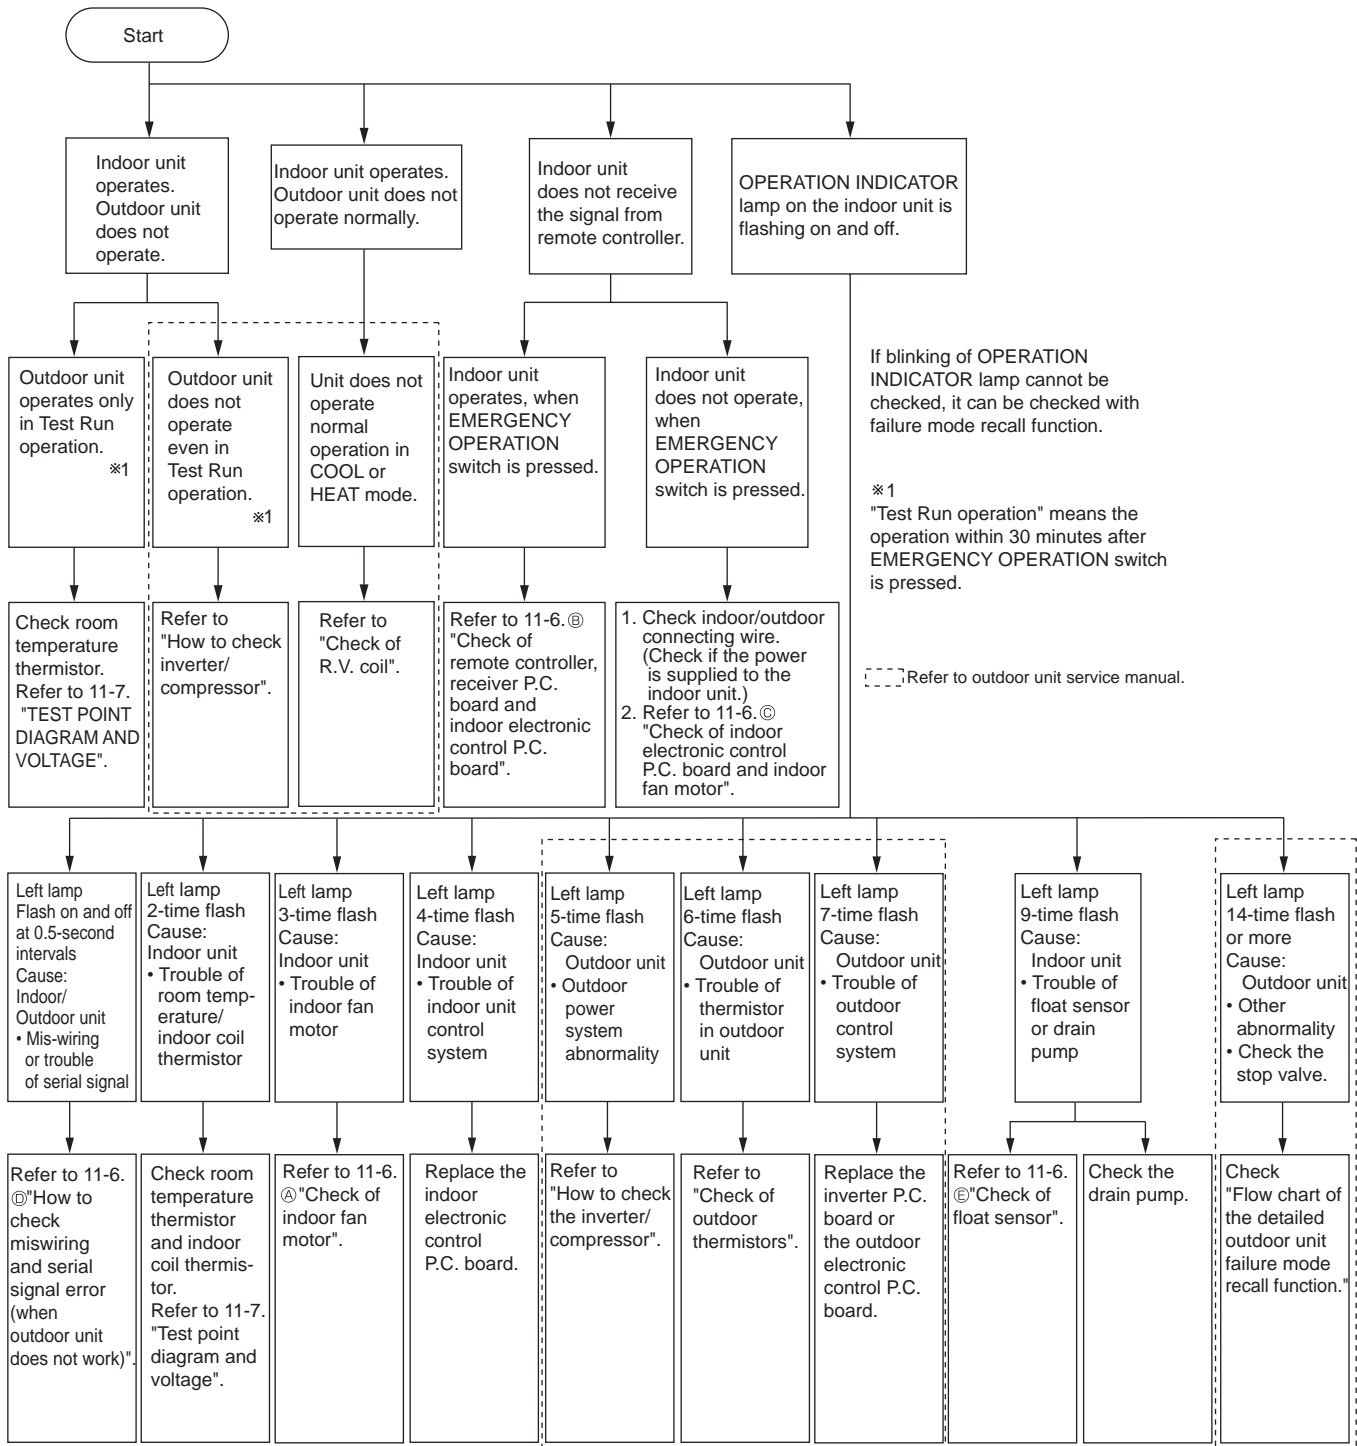 Start
Indoor unit
operates.
Outdoor unit
does not
operate.
Indoor unit operates.
Outdoor unit does not
operate normally.
Indoor unit
does not receive
the signal from
remote controller.
OPERATION INDICATOR
lamp on the indoor unit is
flashing on and off.
Outdoor unit
operates only
in Test Run
operation.
※1
Outdoor unit
does not
operate
even in
Test Run
operation.
※1
Unit does not
operate
normal
operation in
COOL or
HEAT mode.
Indoor unit
operates, when
EMERGENCY
OPERATION
switch is pressed.
Indoor unit
does not operate,
when
EMERGENCY
OPERATION
switch is pressed.
If blinking of OPERATION
INDICATOR lamp cannot be
checked, it can be checked with
failure mode recall function.
※1
"Test Run operation" means the
operation within 30 minutes after
EMERGENCY OPERATION switch
is pressed.
Refer to outdoor unit service manual.
Check room
temperature
thermistor.
Refer to 11-7.
"TEST POINT
DIAGRAM AND
VOLTAGE".
Refer to
"How to check
inverter/
compressor".
Refer to
"Check of
R.V. coil".
Refer to 11-6. Ⓑ
"Check of
remote controller,
receiver P.C.
board and
indoor electronic
control P.C.
board".
1. Check indoor/outdoor
connecting wire.
(Check if the power
is supplied to the
indoor unit.)
2. Refer to 11-6. Ⓒ
"Check of indoor
electronic control
P.C. board and indoor
fan motor".
Left lamp
Flash on and off
at 0.5-second
intervals
Cause:
Indoor/
Outdoor unit
• Mis-wiring
or trouble
of serial signal
Left lamp
2-time flash
Cause:
Indoor unit
• Trouble of
room temp-
erature/
indoor coil
thermistor
Left lamp
3-time flash
Cause:
Indoor unit
• Trouble of
indoor fan
motor
Left lamp
4-time flash
Cause:
Indoor unit
• Trouble of
indoor unit
control
system
Left lamp
5-time flash
Cause:
Outdoor unit
• Outdoor
power
system
abnormality
Left lamp
6-time flash
Cause:
Outdoor unit
• Trouble of
thermistor
in outdoor
unit
Left lamp
7-time flash
Cause:
Outdoor unit
• Trouble of
outdoor
control
system
Left lamp
9-time flash
Cause:
Indoor unit
• Trouble of
float sensor
or drain
pump
Left lamp
14-time flash
or more
Cause:
Outdoor unit
• Other
abnormality
• Check the
stop valve.
Refer to 11-6.
Ⓓ"How to
check
miswiring
and serial
signal error
(when
outdoor unit
does not work)".
Check room
temperature
thermistor
and indoor
coil thermis-
tor.
Refer to 11-7.
"Test point
diagram and
voltage".
Refer to 11-6.
Ⓐ"Check of
indoor fan
motor".
Replace the
indoor
electronic
control
P.C. board.
Refer to
"How to check
the inverter/
compressor".
Refer to
"Check of
outdoor
thermistors".
Replace the
inverter P.C.
board or
the outdoor
electronic
control P.C.
board.
Refer to 11-6.
Ⓔ"Check of
float sensor".
Check the
drain pump.
Check
"Flow chart of
the detailed
outdoor unit
failure mode
recall function."